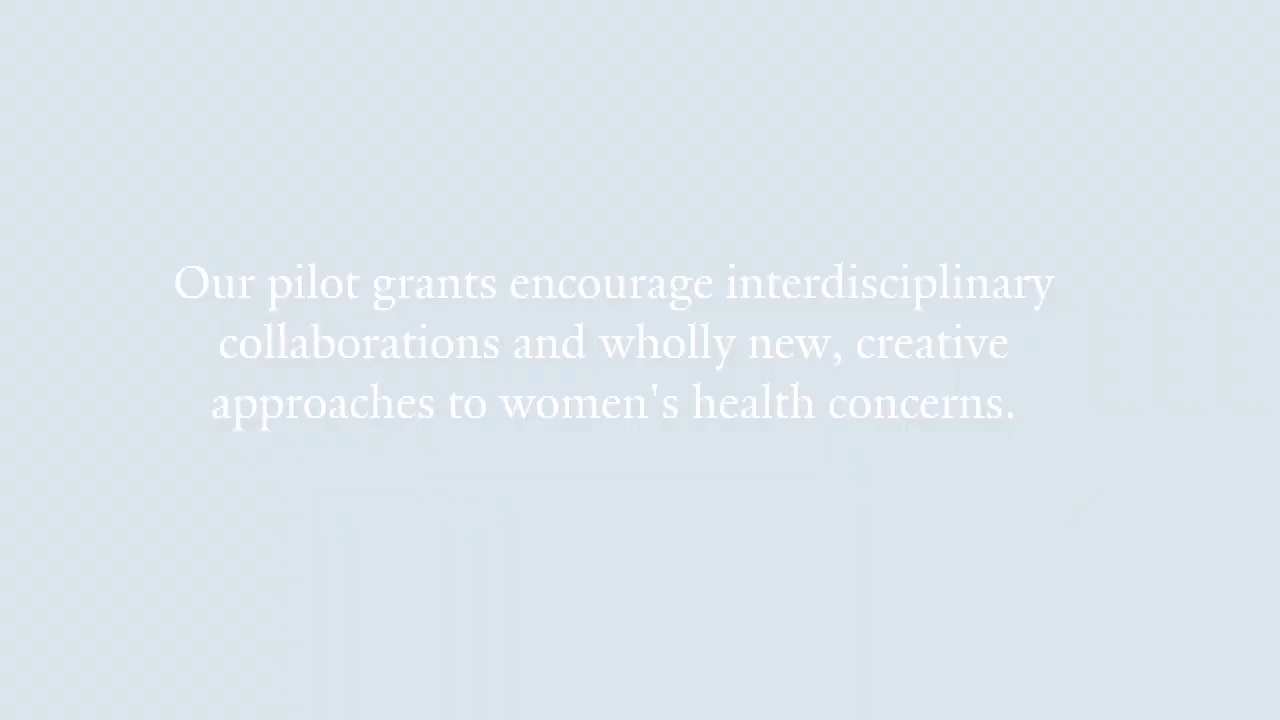 Our pilot grants encourage interdisciplinary
collaborations and wholly new, creative
approaches to women's health concerns.